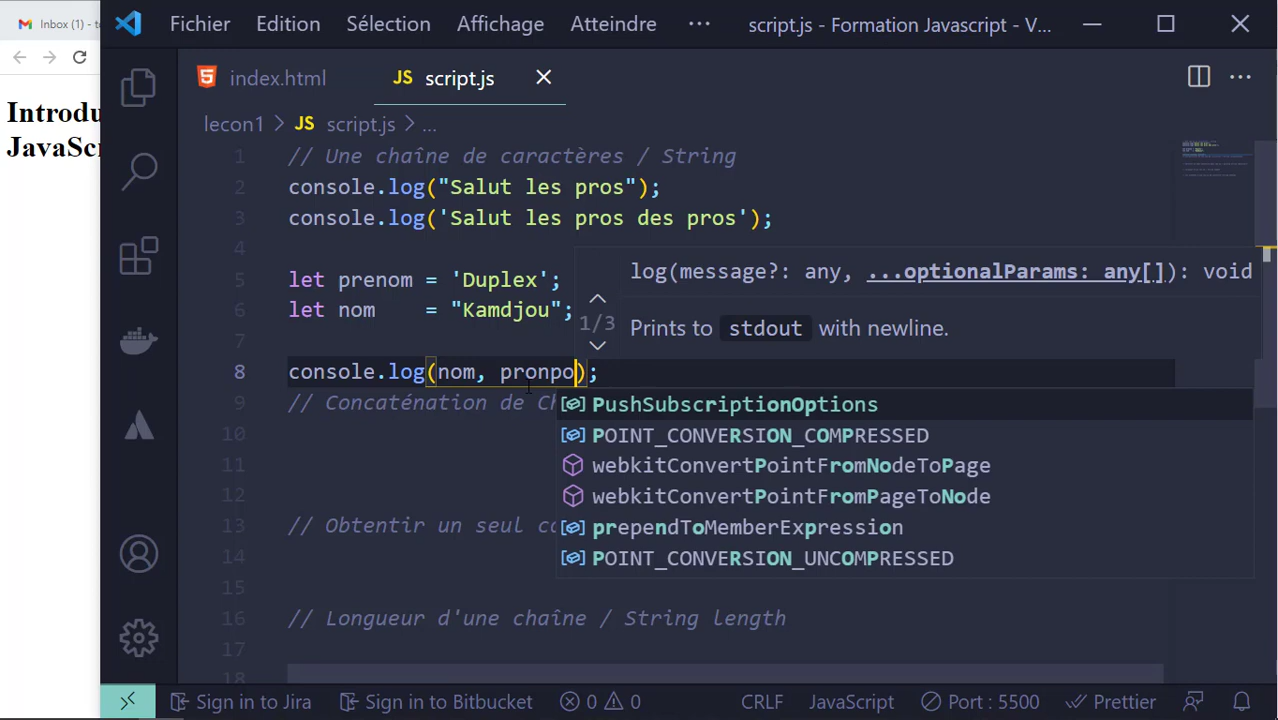 Inbox (1) - t
Fichier Edition Sélection Affichage Atteindre ··· script.js - Formation Javascript - V...
index.html JS script.js
lecon1 > JS script.js > ...
Introdu
JavaSc
1 // Une chaîne de caractères / String
2 console.log("Salut les pros");
3 console.log('Salut les pros des pros');
4
5 let prenom = 'Duplex';
6 let nom = "Kamdjou";
7
8 console.log(nom, pronpo);
9 // Concaténation de Ch
10
11
12
13 // Obtentir un seul c
14
15
16 // Longueur d'une chaîne / String length
17
18
log(message?: any, ...optionalParams: any[]): void
1/3
Prints to stdout with newline.
PushSubscriptionOptions
POINT_CONVERSION_COMPRESSED
webkitConvertPointFromNodeToPage
webkitConvertPointFromPageToNode
prependToMemberExpression
POINT_CONVERSION_UNCOMPRESSED
Sign in to Jira Sign in to Bitbucket 0 0 CRLF JavaScript Port : 5500 Prettier